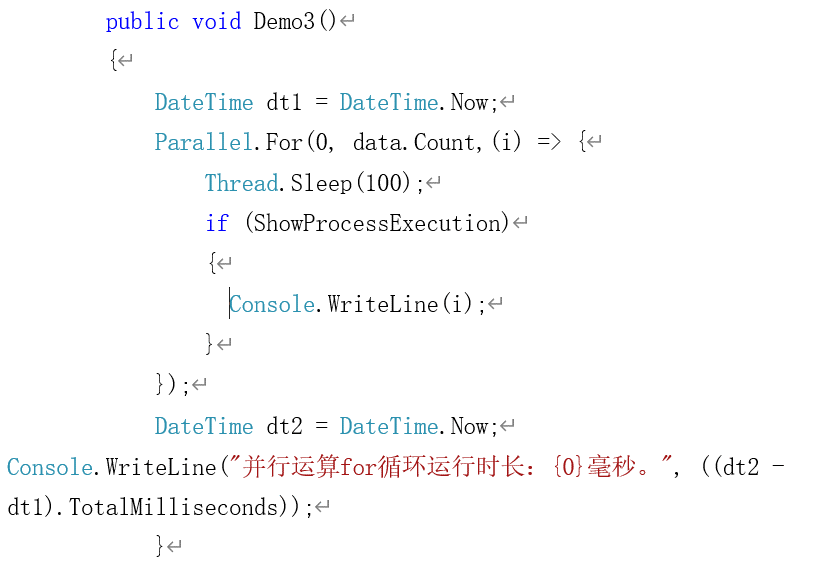 public void Demo3()↵
{↵
DateTime dt1 = DateTime.Now;↵
Parallel.For(0, data.Count,(i) => {↵
Thread.Sleep(100);↵
if (ShowProcessExecution)↵
{↵
Console.WriteLine(i);↵
}↵
});↵
DateTime dt2 = DateTime.Now;↵
Console.WriteLine("并行运算for循环运行时长：{0}毫秒。", ((dt2 -
dt1).TotalMilliseconds));↵
}↵